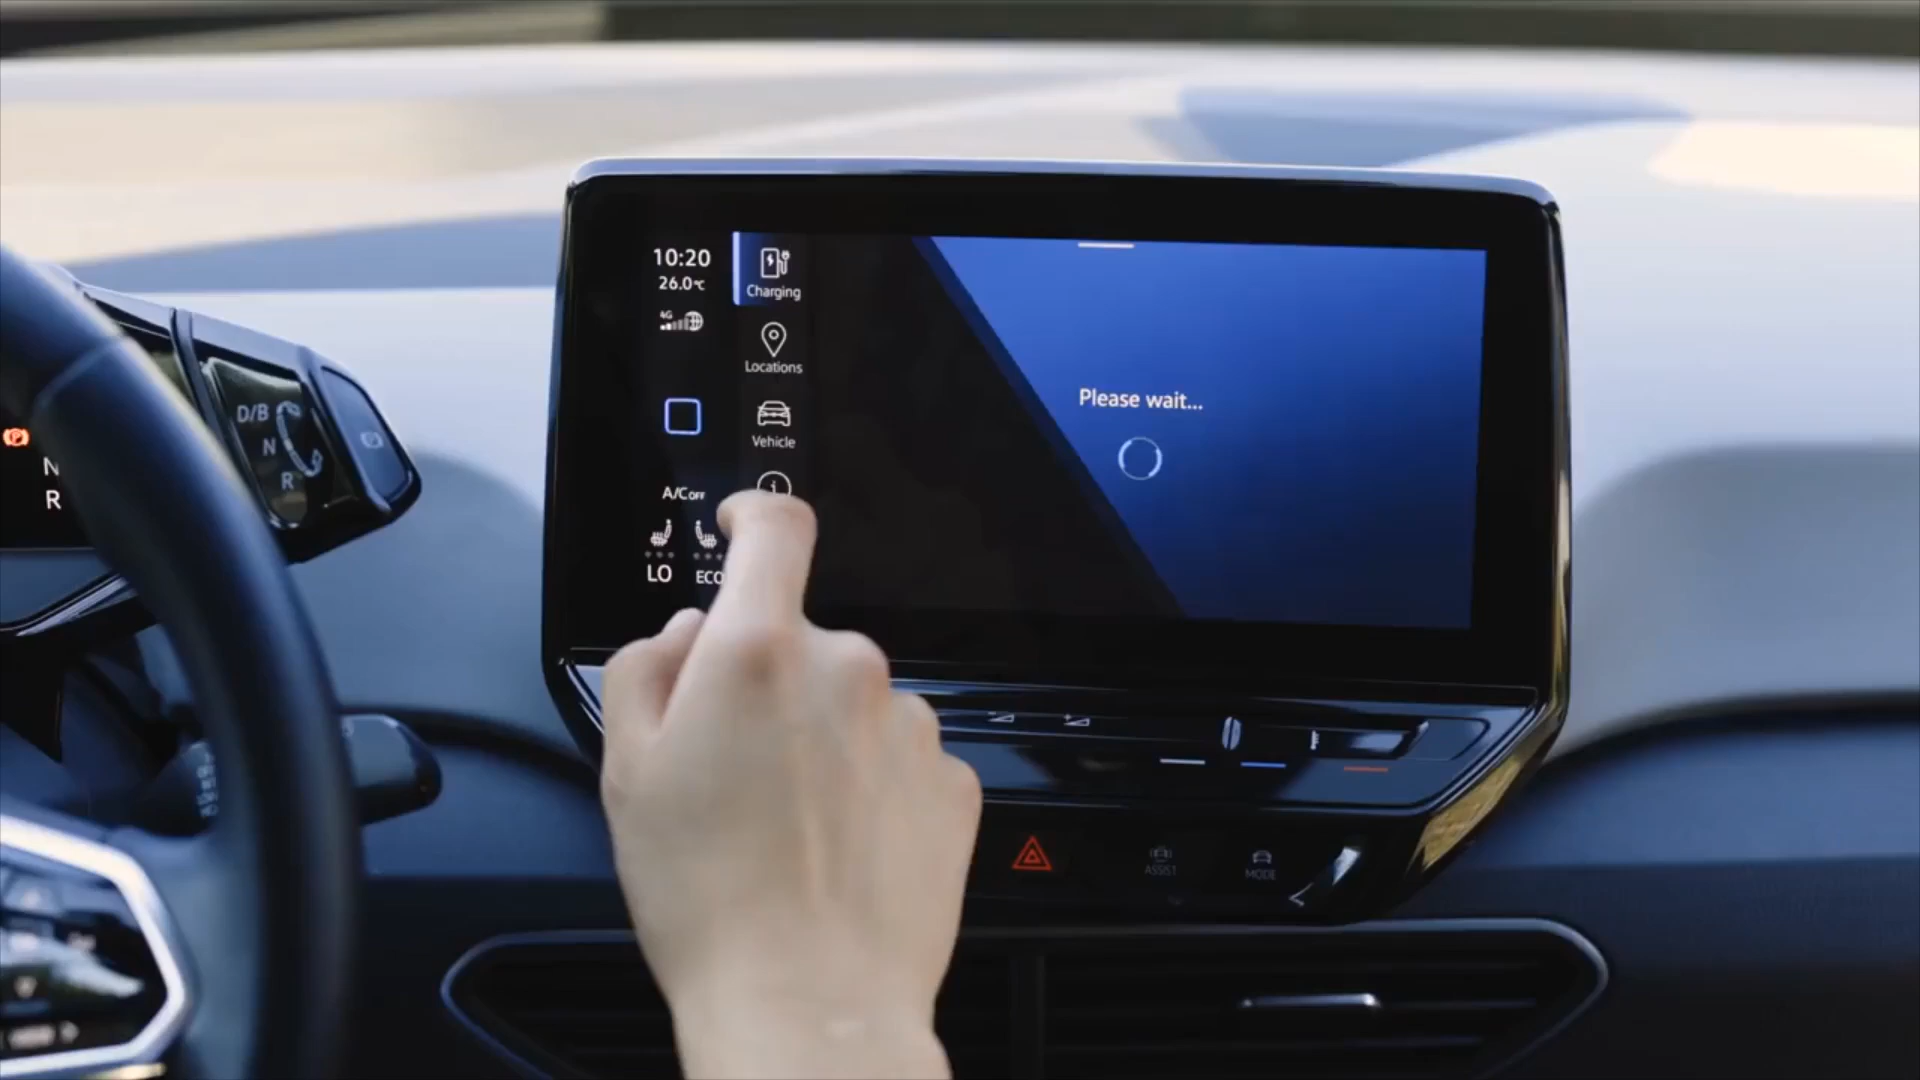 10:20
26.0°C
4G
Charging
Locations
Vehicle
Please wait...
A/C OFF
LO
ECO
D/B
N
R
N
R
P
ASSIST
MODE